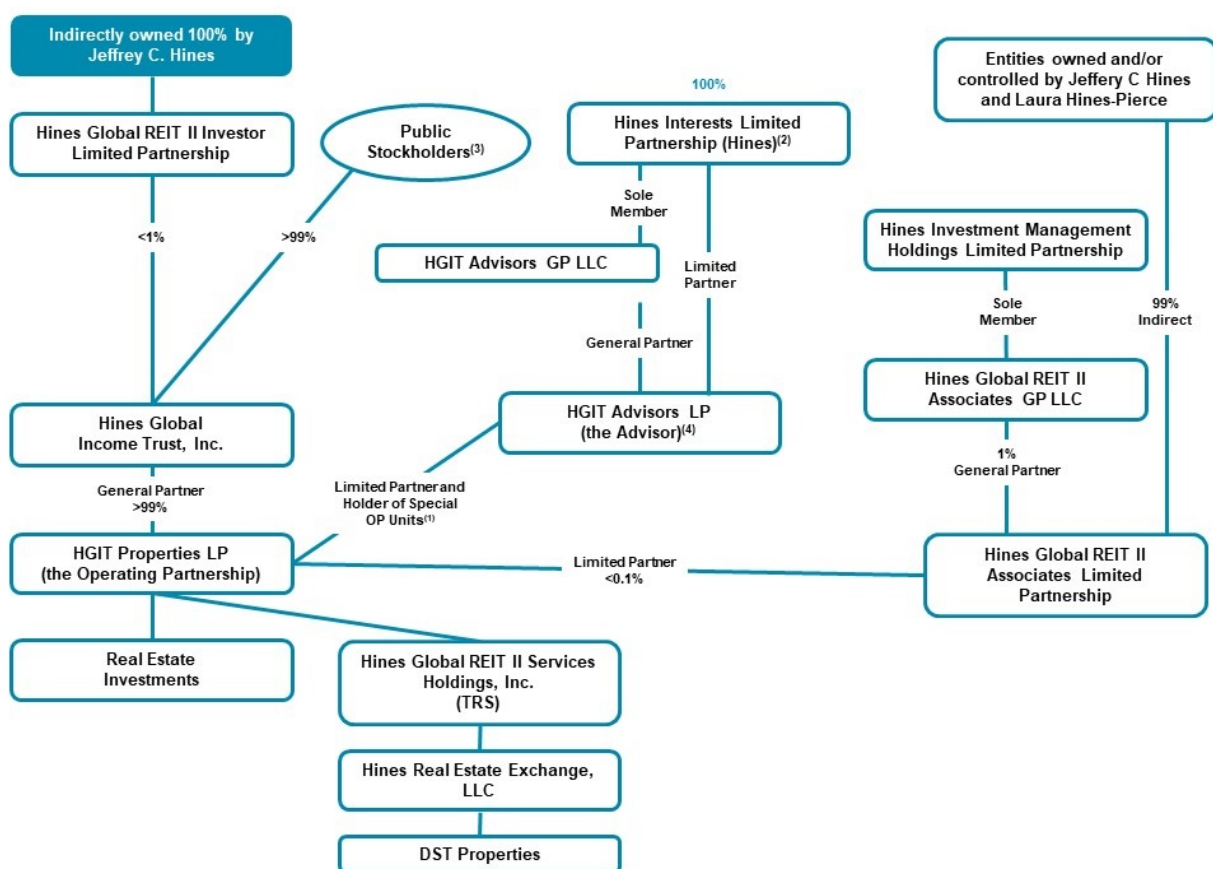 Indirectly owned 100% by
Jeffrey C. Hines
Hines Global REIT II Investor
Limited Partnership
Public
Stockholders(3)
100%
Hines Interests Limited
Partnership (Hines)(2)
Entities owned and/or
controlled by Jeffery C Hines
and Laura Hines-Pierce
<1%
>99%
Sole
Member
HGIT Advisors GP LLC
Limited
Partner
Hines Investment Management
Holdings Limited Partnership
Sole
Member
99%
Indirect
General Partner
Hines Global REIT II
Associates GP LLC
Hines Global
Income Trust, Inc.
HGIT Advisors LP
(the Advisor)(4)
1%
General Partner
General Partner
>99%
Limited Partner and
Holder of Special
OP Units(1)
HGIT Properties LP
(the Operating Partnership)
Limited Partner
<0.1%
Hines Global REIT II
Associates Limited
Partnership
Real Estate
Investments
Hines Global REIT II Services
Holdings, Inc.
(TRS)
Hines Real Estate Exchange,
LLC
DST Properties